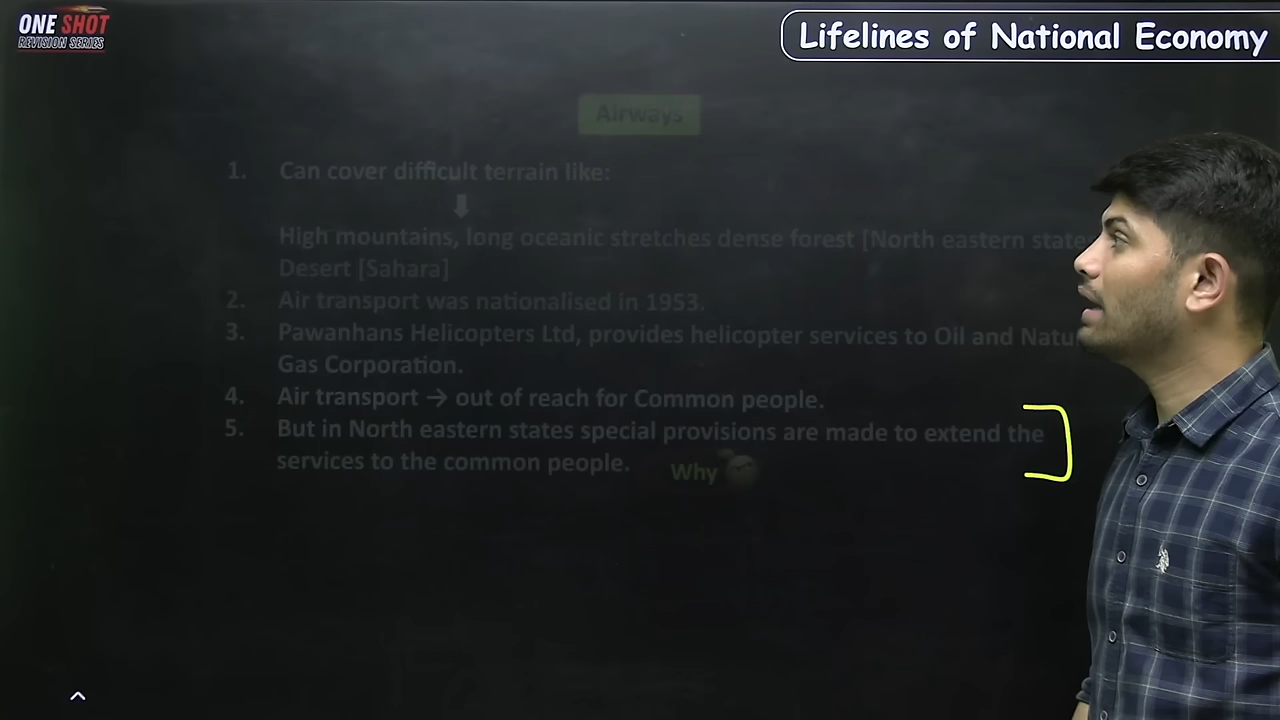 ONE SHOT
REVISION SERIES
Lifelines of National Economy
Airways
1. Can cover difficult terrain like:
High mountains, long oceanic stretches dense forest [North eastern state
Desert [Sahara]
2. Air transport was nationalised in 1953.
3. Pawanhans Helicopters Ltd, provides helicopter services to Oil and Natu
Gas Corporation.
4. Air transport → out of reach for Common people.
5. But in North eastern states special provisions are made to extend the
services to the common people. Why